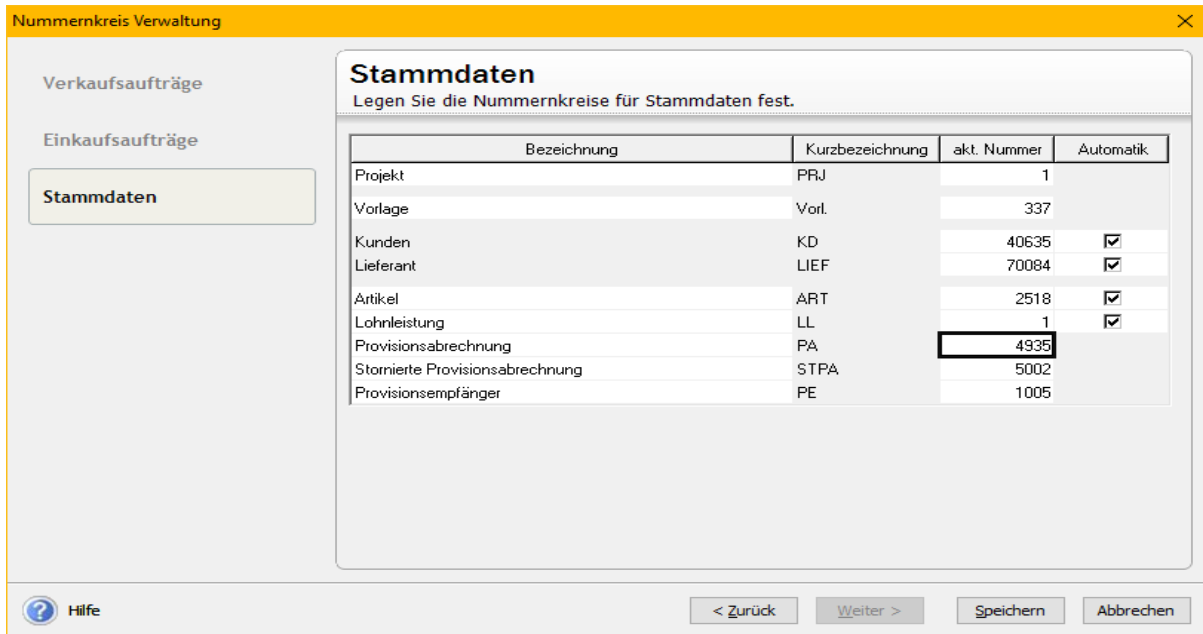 Nummernkreis Verwaltung
Verkaufsaufträge
Einkaufsaufträge
Stammdaten
Stammdaten
Legen Sie die Nummernkreise für Stammdaten fest.
Bezeichnung Kurzbezeichnung akt. Nummer Automatik
Projekt PRJ 1
Vorlage Vorl. 337
Kunden KD 40635
Lieferant LIEF 70084
Artikel ART 2518
Lohnleistung LL 1
Provisionsabrechnung PA 4935
Stornierte Provisionsabrechnung STPA 5002
Provisionsempfänger PE 1005
Hilfe
< Zurück Weiter > Speichern Abbrechen